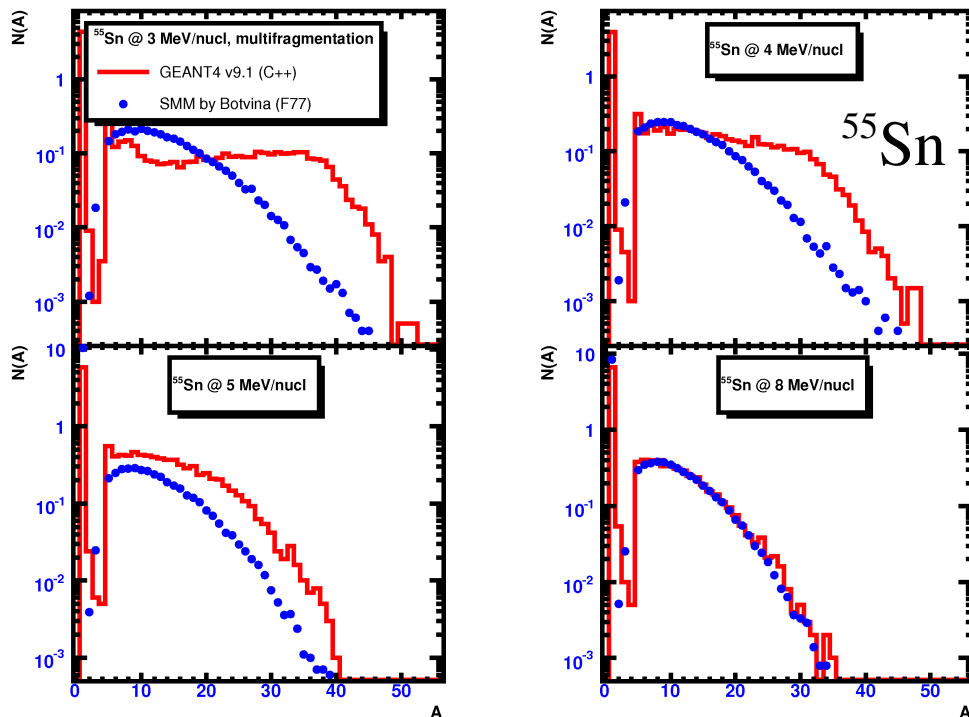 N(A)
⁵⁵Sn @ 3 MeV/nucl, multifragmentation
GEANT4 v9.1 (C++)
SMM by Botvina (F77)
1
10⁻¹
10⁻²
10⁻³
N(A)
⁵⁵Sn @ 4 MeV/nucl
⁵⁵Sn
1
10⁻¹
10⁻²
10⁻³
N(A)
10
⁵⁵Sn @ 5 MeV/nucl
1
10⁻¹
10⁻²
10⁻³
0 10 20 30 40 50
A
N(A)
10
⁵⁵Sn @ 8 MeV/nucl
1
10⁻¹
10⁻²
10⁻³
0 10 20 30 40 50
A